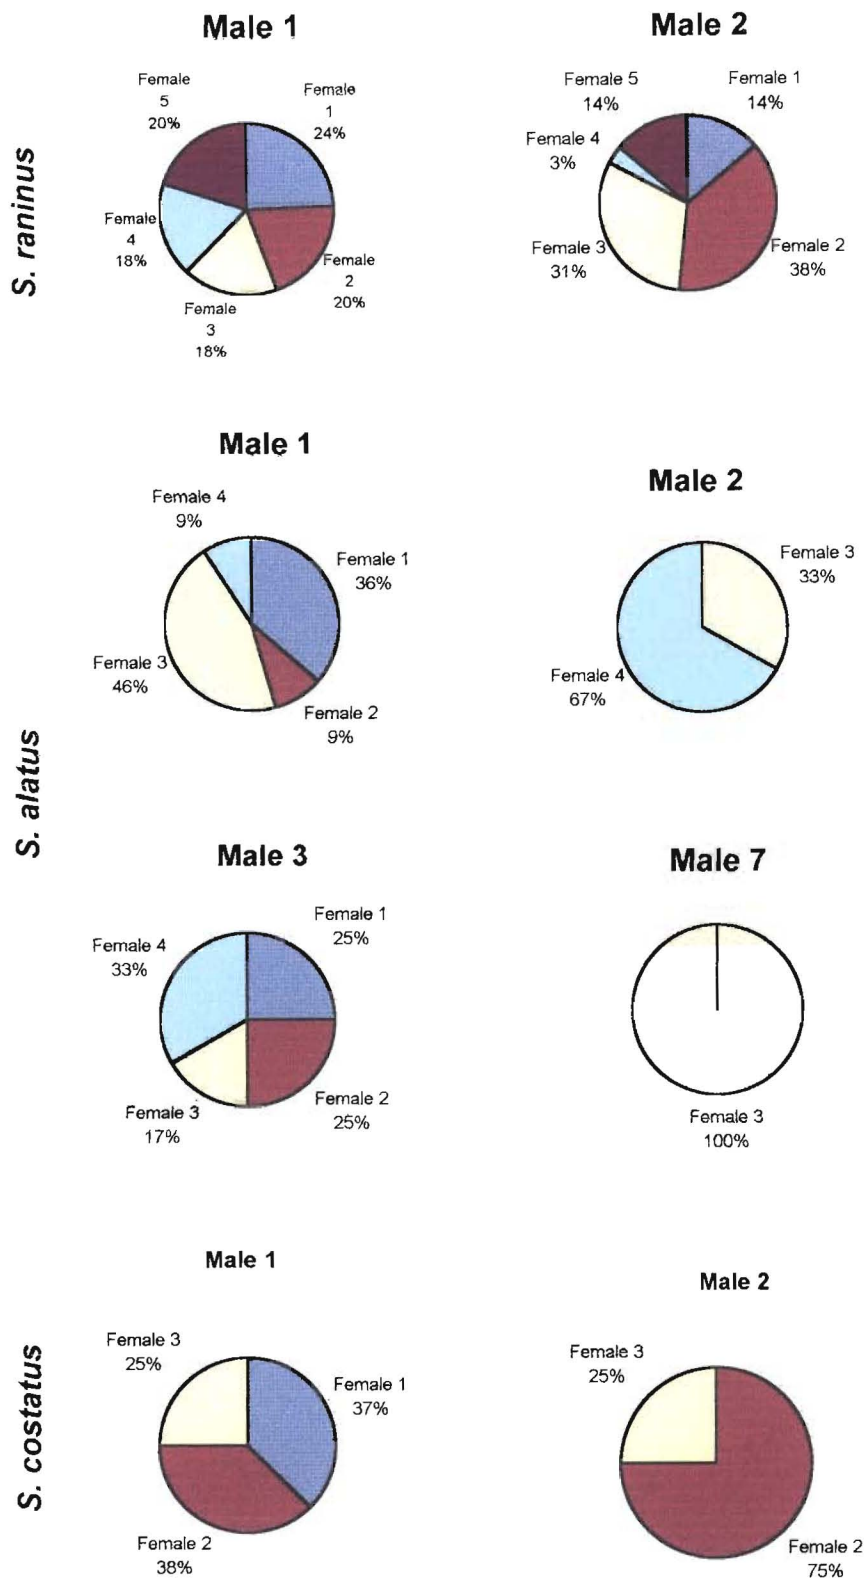 Male 1
Male 2
S. raninus
Female
5
20%
Female
1
24%
Female
4
18%
Female
2
20%
Female
3
18%
Female 5
14%
Female 1
14%
Female 4
3%
Female 3
31%
Female 2
38%
S. alatus
Male 1
Female 4
9%
Female 1
36%
Female 3
46%
Female 2
9%
Male 2
Female 3
33%
Female 4
67%
Male 3
Female 1
25%
Female 4
33%
Female 3
17%
Female 2
25%
Male 7
Female 3
100%
S. costatus
Male 1
Female 3
25%
Female 1
37%
Female 2
38%
Male 2
Female 3
25%
Female 2
75%